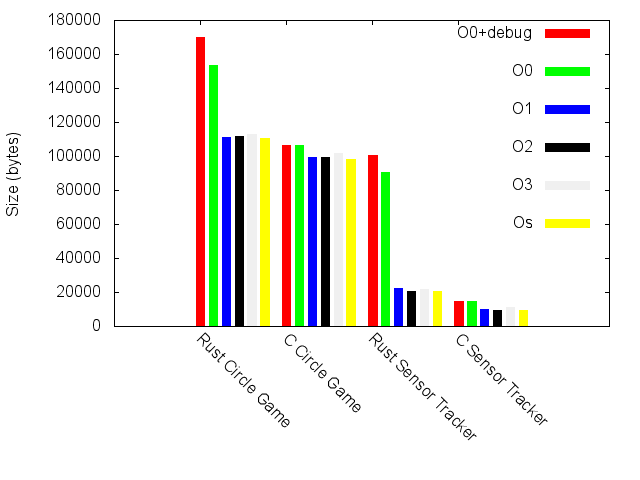 180000
160000
140000
120000
100000
80000
60000
40000
20000
0
Size (bytes)
O0+debug
O0
O1
O2
O3
Os
Rust Circle Game
C Circle Game
Rust Sensor Tracker
C Sensor Tracker